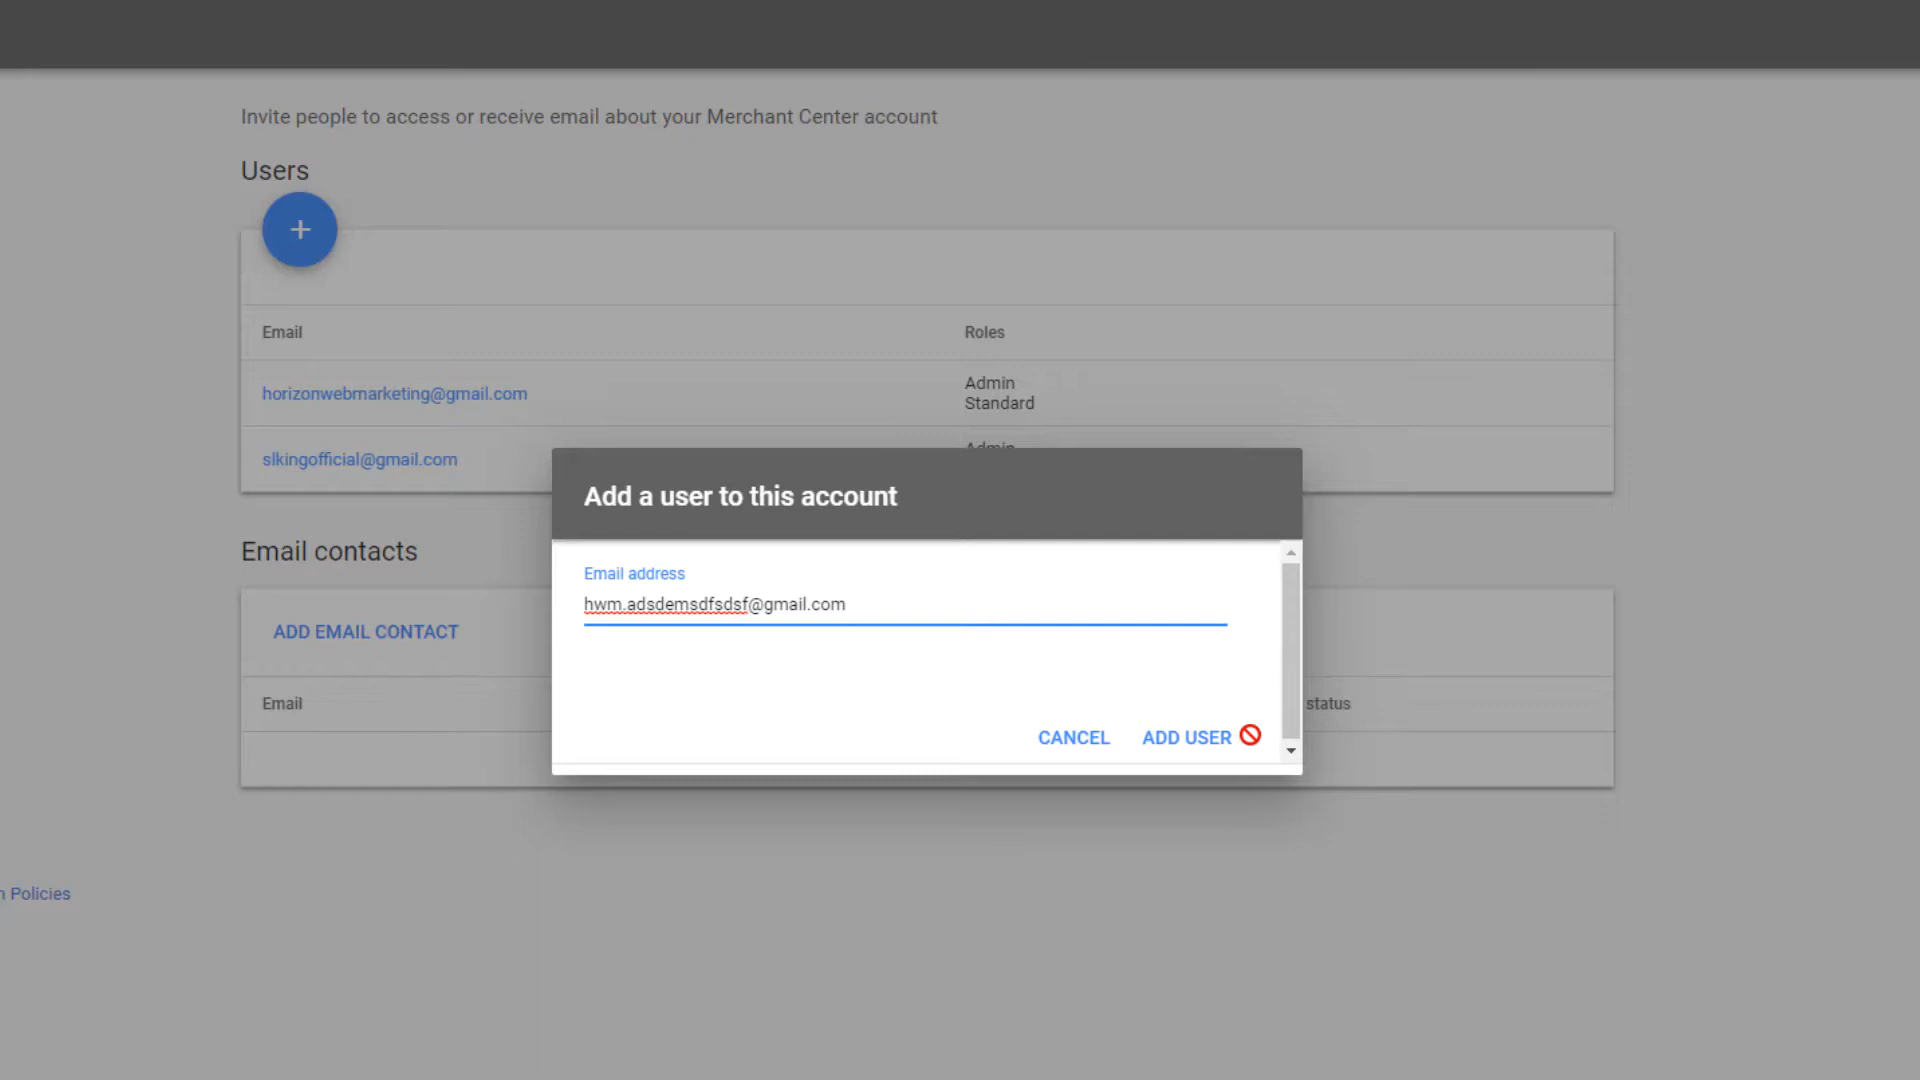 Invite people to access or receive email about your Merchant Center account
Users
+
Email Roles
horizonwebmarketing@gmail.com Admin
Standard
slkingofficial@gmail.com Admin
Add a user to this account
Email contacts
Email address
hwm.adsdemsdfsdsf@gmail.com
ADD EMAIL CONTACT
Email status
CANCEL ADD USER
Policies